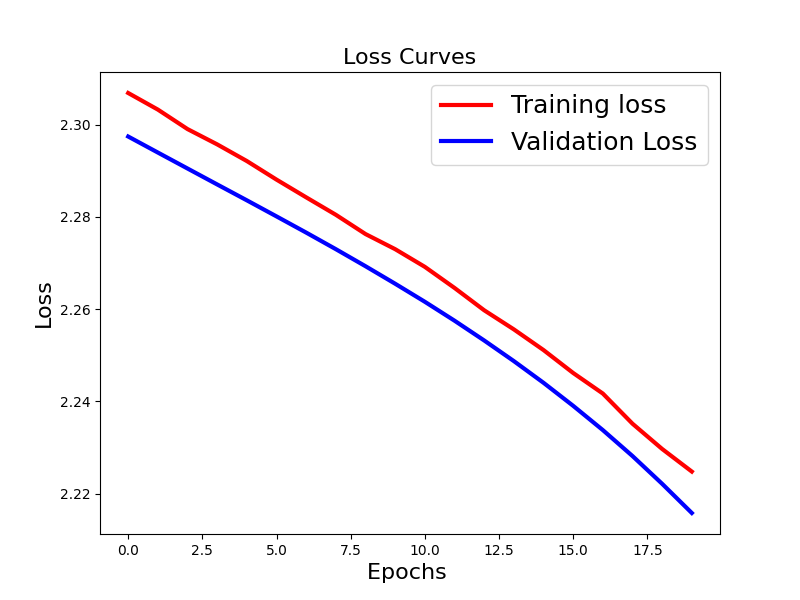 Loss Curves
Training loss
Validation Loss
2.30
2.28
2.26
2.24
2.22
Loss
0.0 2.5 5.0 7.5 10.0 12.5 15.0 17.5
Epochs